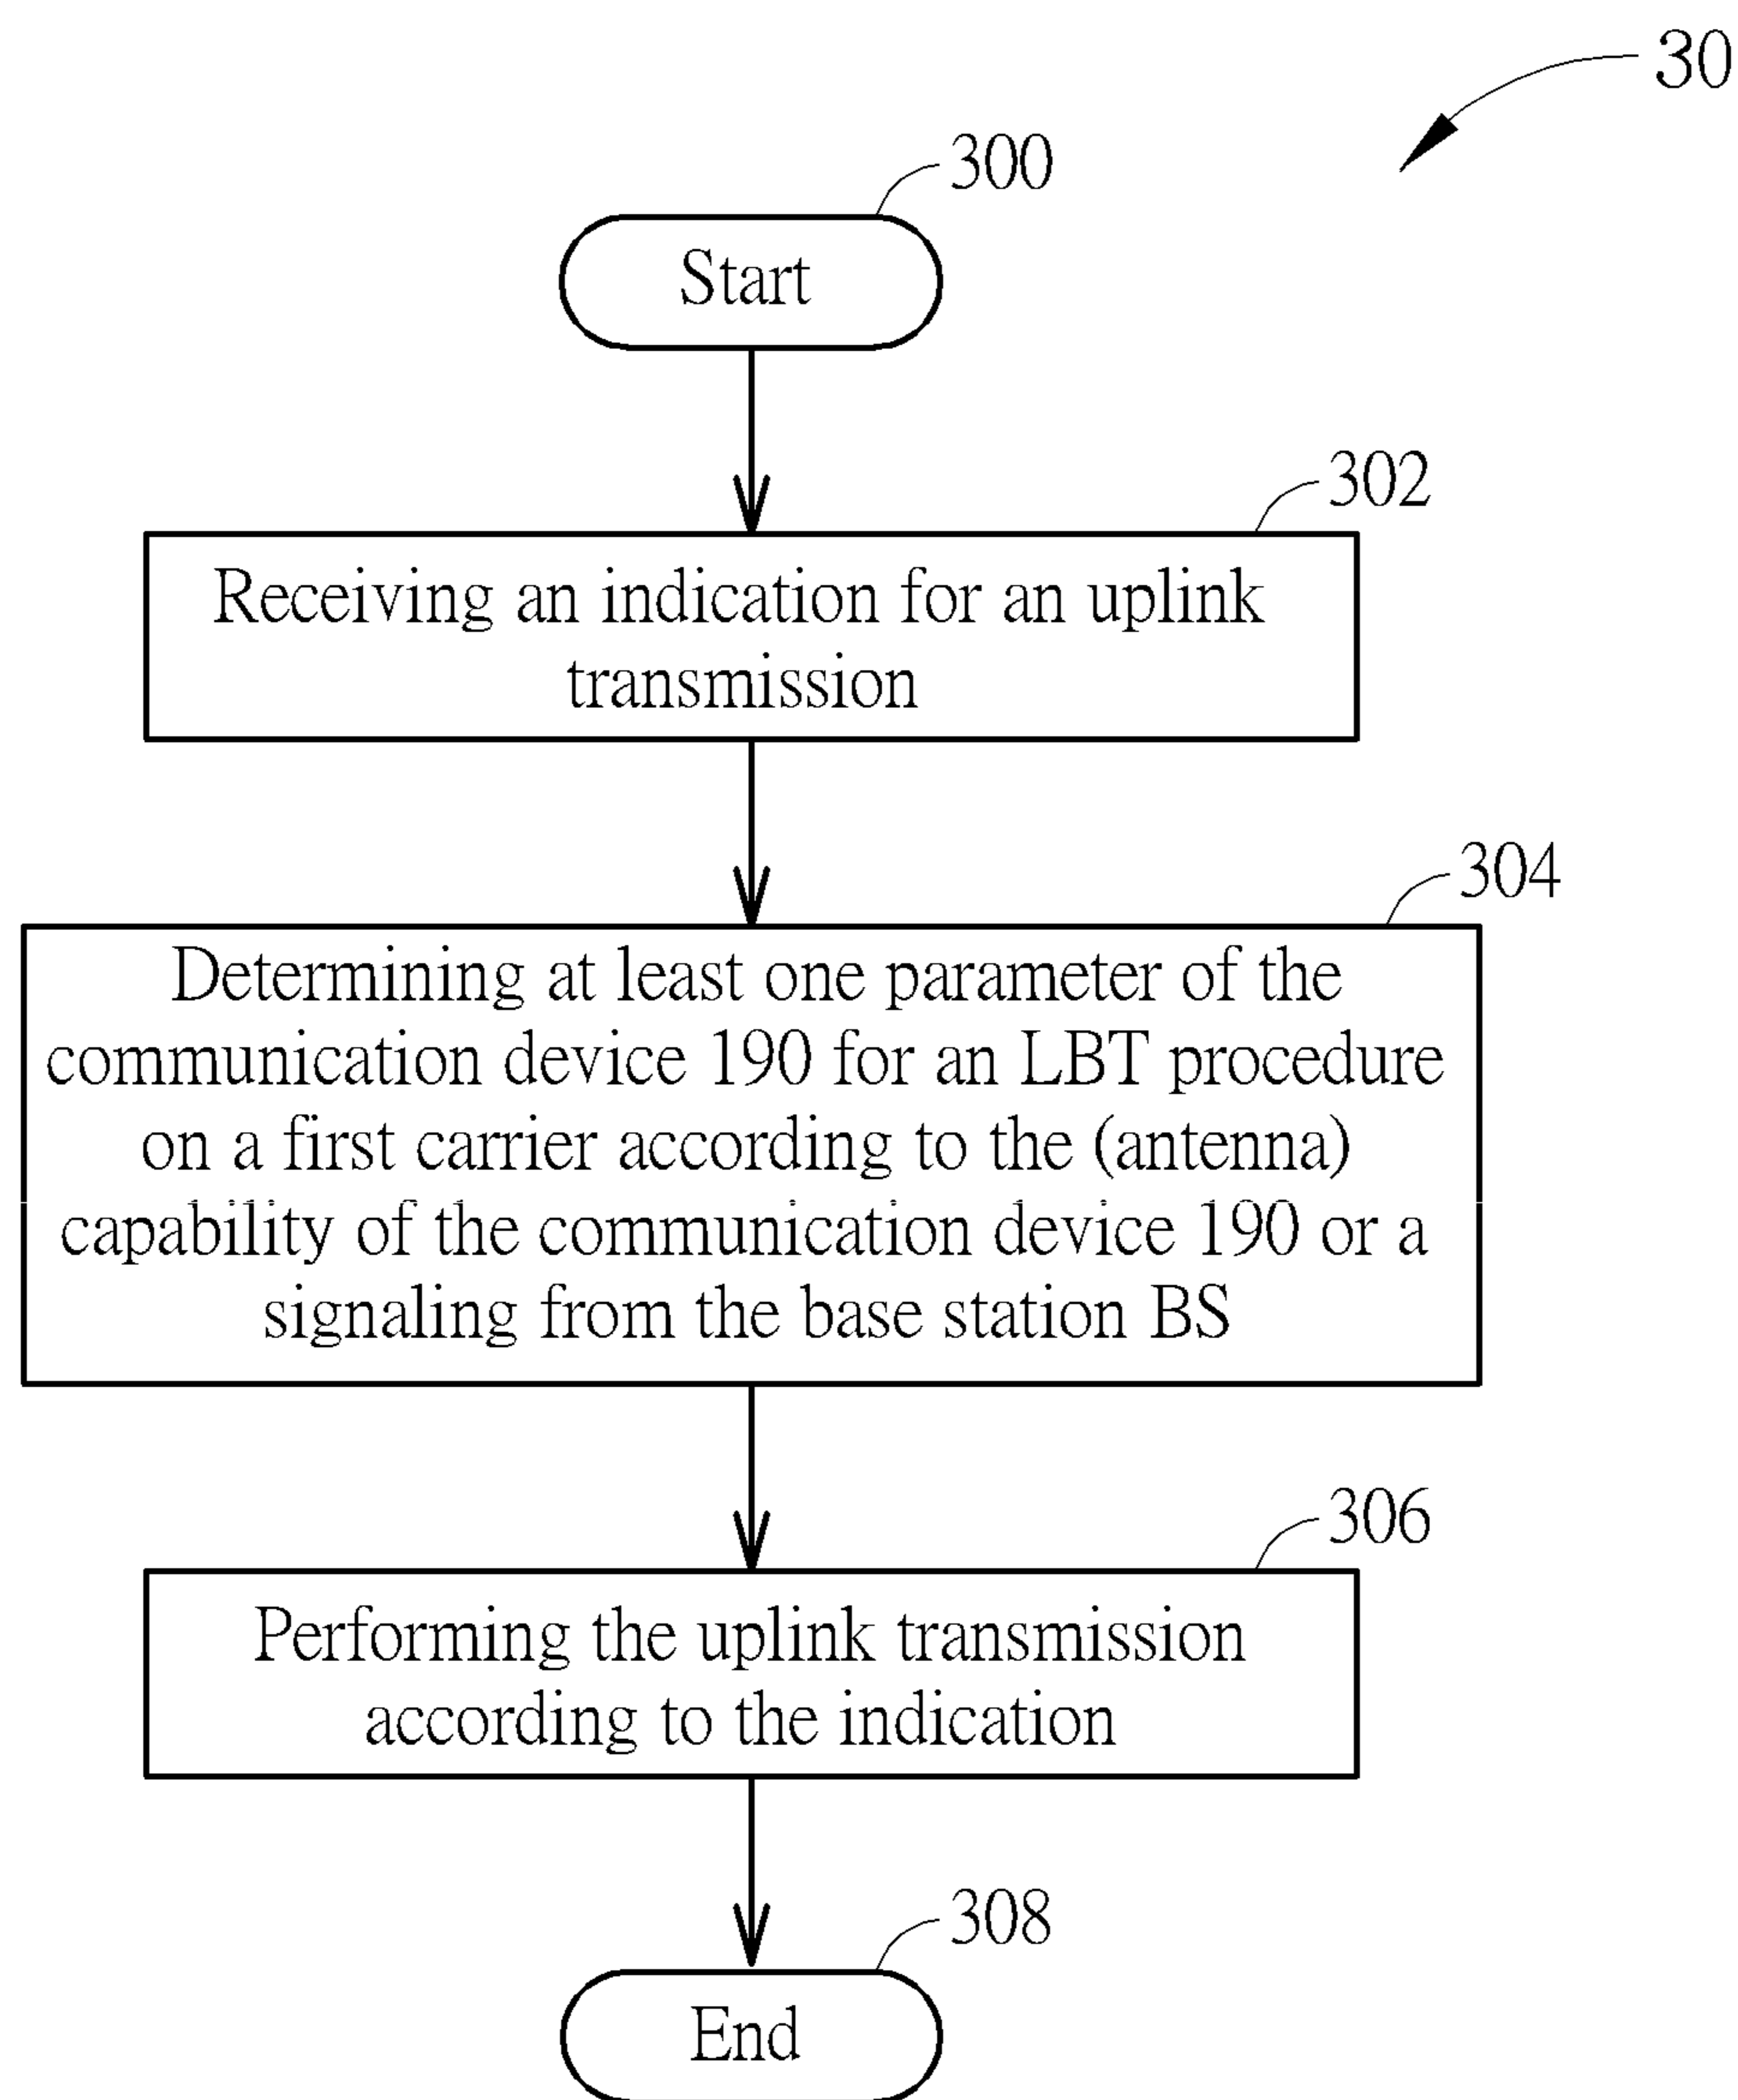 30
300
Start
302
Receiving an indication for an uplink
transmission
304
Determining at least one parameter of the
communication device 190 for an LBT procedure
on a first carrier according to the (antenna)
capability of the communication device 190 or a
signaling from the base station BS
306
Performing the uplink transmission
according to the indication
308
End